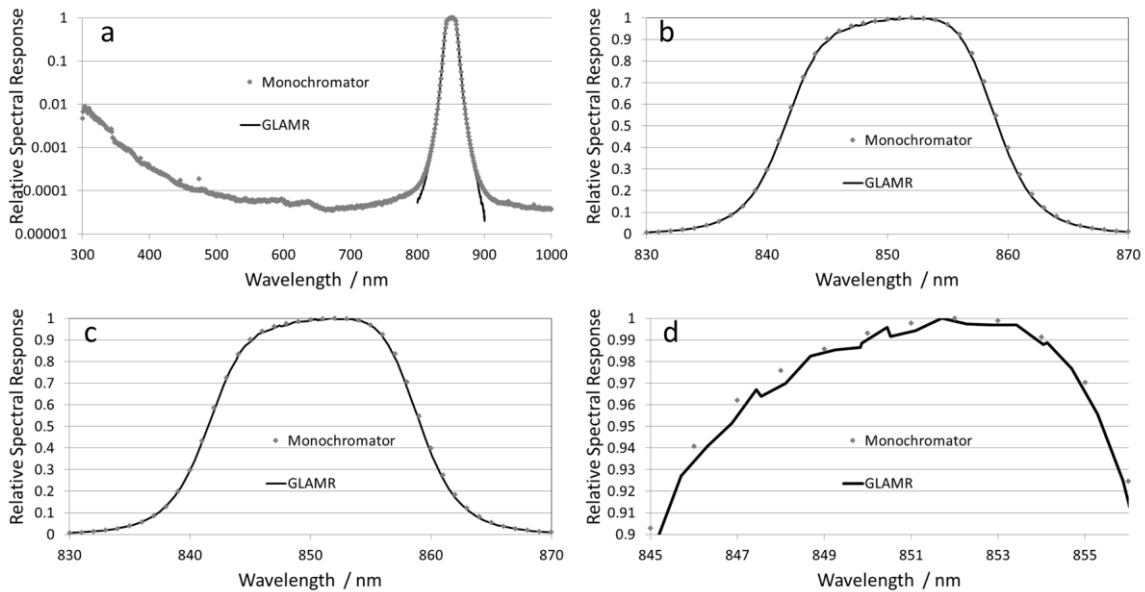 a
Relative Spectral Response
1
0.1
0.01
0.001
0.0001
0.00001
Monochromator
GLAMR
300 400 500 600 700 800 900 1000
Wavelength / nm
b
Relative Spectral Response
1
0.9
0.8
0.7
0.6
0.5
0.4
0.3
0.2
0.1
0
Monochromator
GLAMR
830 840 850 860 870
Wavelength / nm
c
Relative Spectral Response
1
0.9
0.8
0.7
0.6
0.5
0.4
0.3
0.2
0.1
0
Monochromator
GLAMR
830 840 850 860 870
Wavelength / nm
d
Relative Spectral Response
1
0.99
0.98
0.97
0.96
0.95
0.94
0.93
0.92
0.91
0.9
Monochromator
GLAMR
845 847 849 851 853 855
Wavelength / nm